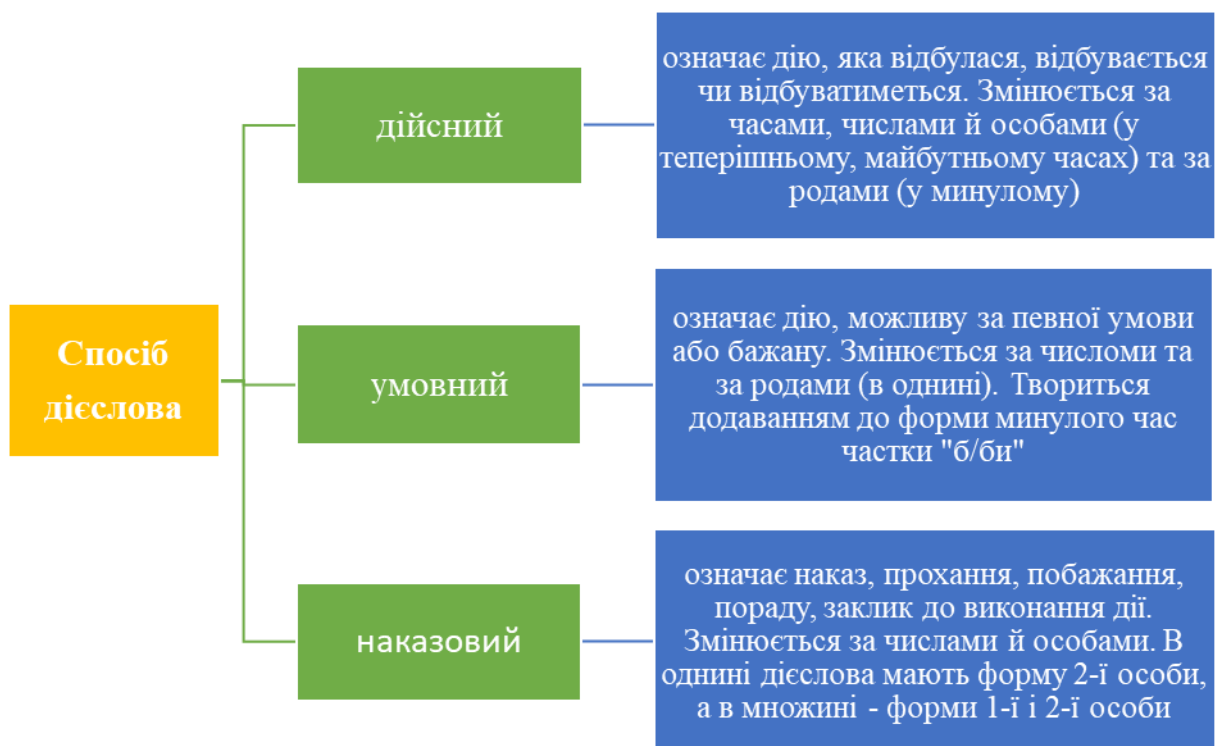 Спосіб
дієслова
дійсний
означає дію, яка відбулася, відбувається
чи відбуватиметься. Змінюється за
часами, числами й особами (у
теперішньому, майбутньому часах) та за
родами (у минулому)
умовний
означає дію, можливу за певної умови
або бажану. Змінюється за числоми та
за родами (в однині). Твориться
додаванням до форми минулого час
частки "б/би"
наказовий
означає наказ, прохання, побажання,
пораду, заклик до виконання дії.
Змінюється за числами й особами. В
однині дієслова мають форму 2-ї особи,
а в множині - форми 1-ї і 2-ї особи